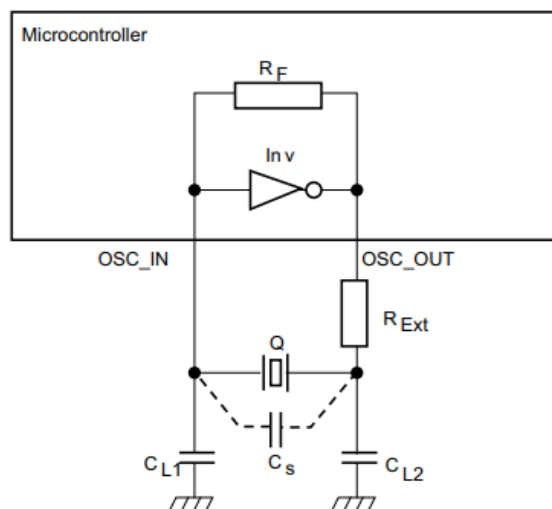 Microcontroller
RF
Inv
OSC_IN
OSC_OUT
RExt
Q
CL1
Cs
CL2